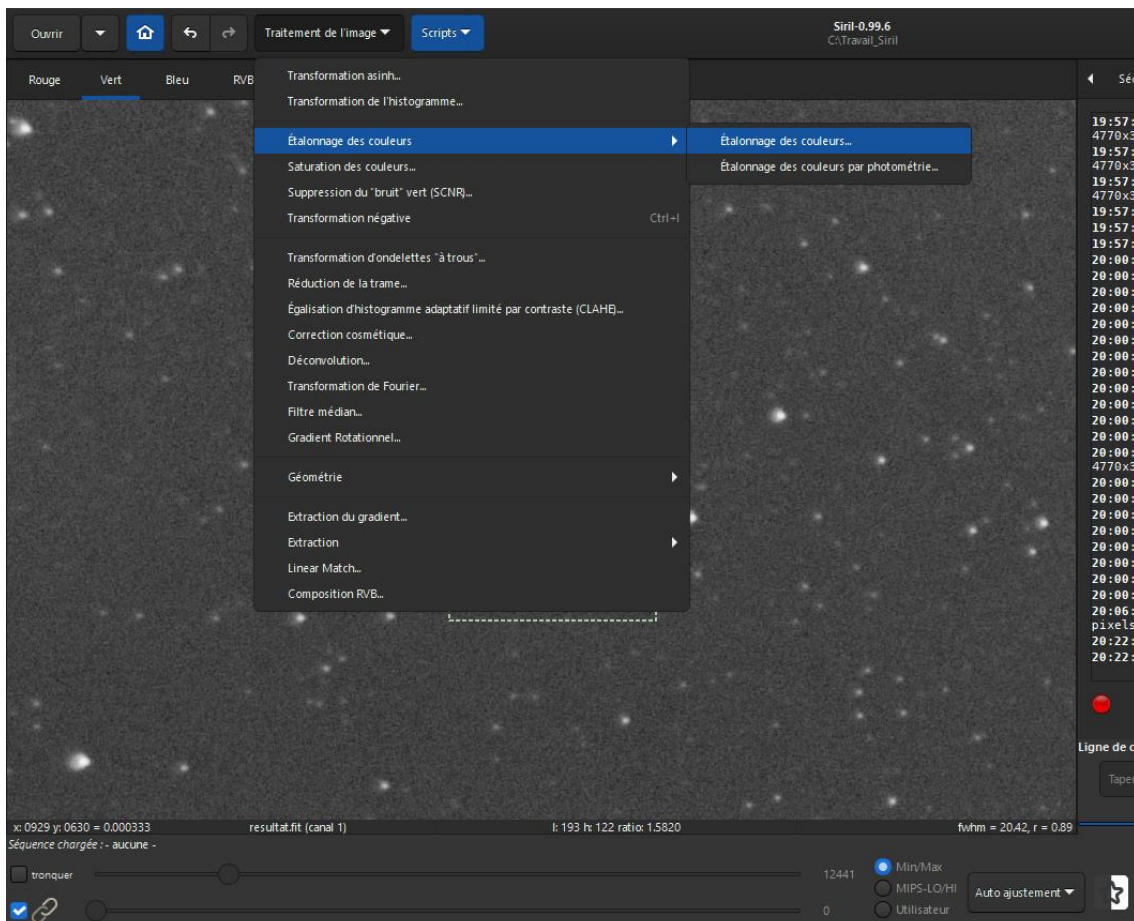 Ouvrir
Traitement de l'image
Scripts
Siril-0.99.6
C:\Travail_Siril
Rouge
Vert
Bleu
RVB
Transformation asinh...
Transformation de l'histogramme...
Étalonnage des couleurs
Étalonnage des couleurs...
Saturation des couleurs...
Étalonnage des couleurs par photométrie...
Suppression du "bruit" vert (SCNR)...
Transformation négative Ctrl+I
Transformation d'ondelettes "à trous"...
Réduction de la trame...
Égalisation d'histogramme adaptatif limité par contraste (CLAHE)...
Correction cosmétique...
Déconvolution...
Transformation de Fourier...
Filtre médian...
Gradient Rotationnel...
Géométrie
Extraction du gradient...
Extraction
Linear Match...
Composition RVB...
Sé
19:57:
4770x3
19:57:
4770x3
19:57:
4770x3
19:57:
19:57:
19:57:
20:00:
20:00:
20:00:
20:00:
20:00:
20:00:
20:00:
20:00:
20:00:
20:00:
20:00:
20:00:
20:00:
4770x3
20:00:
20:00:
20:00:
20:00:
20:00:
20:00:
20:00:
20:00:
20:06:
pixels
20:22:
20:22:
Ligne de c
Taper
x: 0929 y: 0630 = 0.000333
resultat.fit (canal 1)
l: 193 h: 122 ratio: 1.5820
fwhm = 20.42, r = 0.89
Séquence chargée : - aucune -
tronquer
12441
0
Min/Max
MIPS-LO/HI
Utilisateur
Auto ajustement